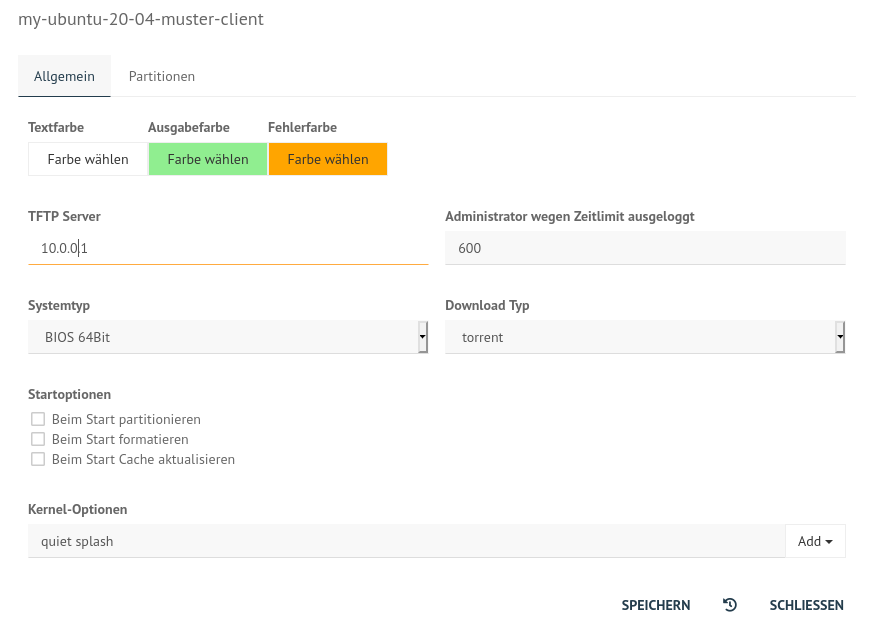 my-ubuntu-20-04-muster-client
Allgemein Partitionen
Textfarbe Ausgabefarbe Fehlerfarbe
Farbe wählen Farbe wählen Farbe wählen
TFTP Server Administrator wegen Zeitlimit ausgeloggt
10.0.0.1 600
Systemtyp Download Typ
BIOS 64Bit torrent
Startoptionen
Beim Start partitionieren
Beim Start formatieren
Beim Start Cache aktualisieren
Kernel-Optionen
quiet splash Add
SPEICHERN SCHLIESSEN